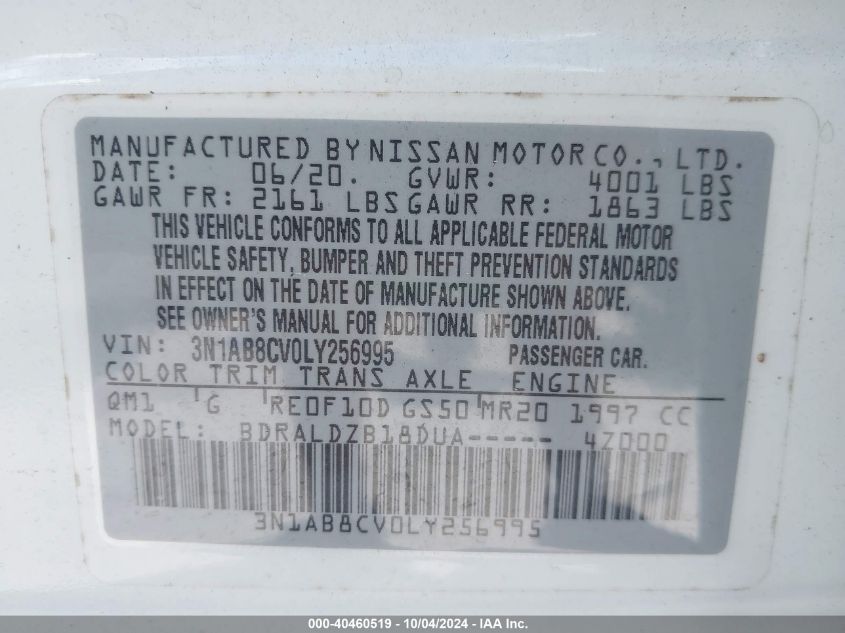 MANUFACTURED BY NISSAN MOTOR CO., LTD.
DATE: 06/20. GVWR: 4001 LBS
GAWR FR: 2161 LBS GAWR RR: 1863 LBS
THIS VEHICLE CONFORMS TO ALL APPLICABLE FEDERAL MOTOR
VEHICLE SAFETY, BUMPER AND THEFT PREVENTION STANDARDS
IN EFFECT ON THE DATE OF MANUFACTURE SHOWN ABOVE.
SEE OWNER'S MANUAL FOR ADDITIONAL INFORMATION.
VIN: 3N1AB8CV0LY256995 PASSENGER CAR.
COLOR TRIM TRANS AXLE ENGINE
QM1 G RE0F10D GS50 MR20 1997 CC
MODEL: BDRALDZB18DUA----- 4Z000
3N1AB8CV0LY256995
000-40460519 - 10/04/2024 - IAA Inc.